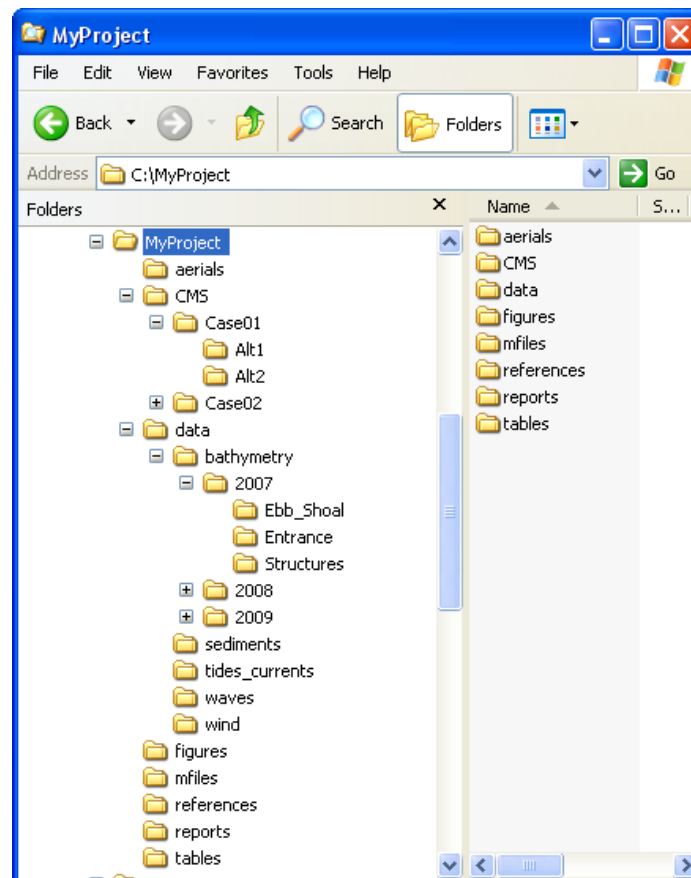 MyProject
File Edit View Favorites Tools Help
Back Search Folders
Address C:\MyProject Go
Folders Name S...
MyProject
aerials
CMS
Case01
Alt1
Alt2
Case02
data
bathymetry
2007
Ebb_Shoal
Entrance
Structures
2008
2009
sediments
tides_currents
waves
wind
figures
mfiles
references
reports
tables
aerials
CMS
data
figures
mfiles
references
reports
tables